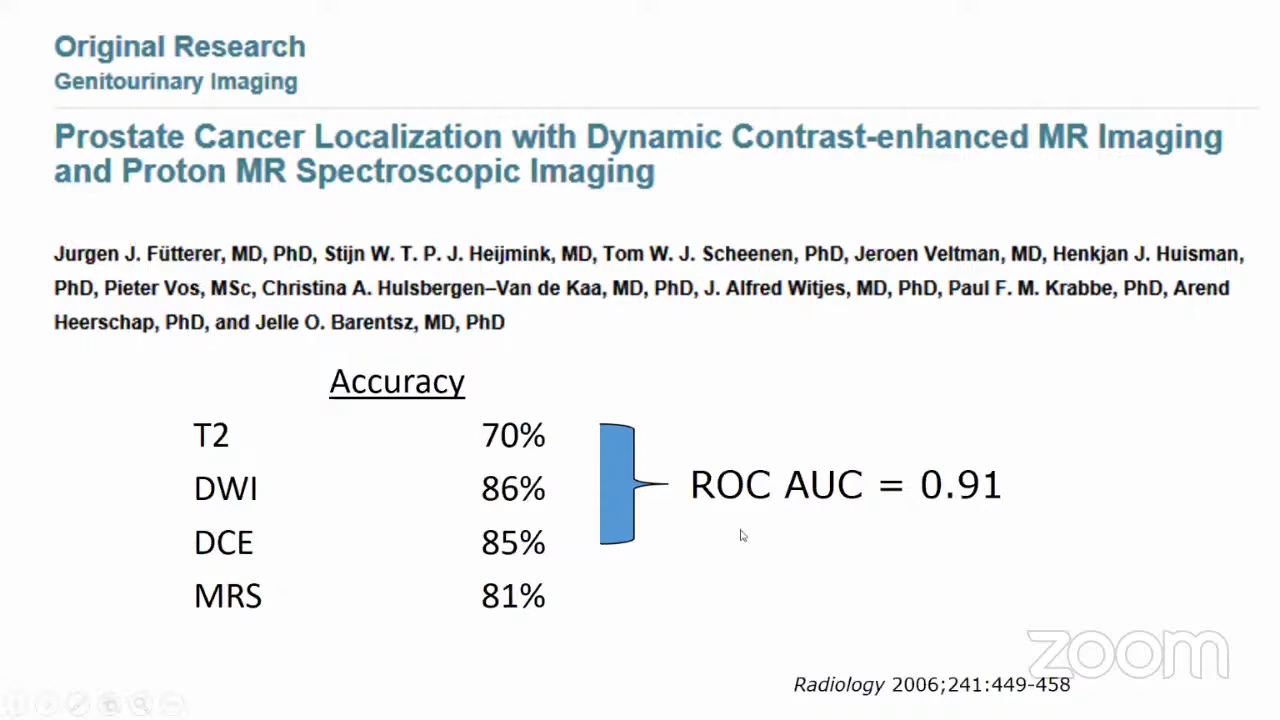 Original Research
Genitourinary Imaging
Prostate Cancer Localization with Dynamic Contrast-enhanced MR Imaging
and Proton MR Spectroscopic Imaging
Jurgen J. Fütterer, MD, PhD, Stijn W. T. P. J. Heijmink, MD, Tom W. J. Scheenen, PhD, Jeroen Veltman, MD, Henkjan J. Huisman,
PhD, Pieter Vos, MSc, Christina A. Hulsbergen–Van de Kaa, MD, PhD, J. Alfred Witjes, MD, PhD, Paul F. M. Krabbe, PhD, Arend
Heerschap, PhD, and Jelle O. Barentsz, MD, PhD
Accuracy
T2 70%
DWI 86%
DCE 85%
MRS 81%
ROC AUC = 0.91
zoom
Radiology 2006;241:449-458